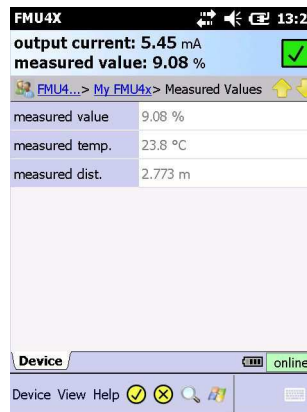 FMU4X 13:2
output current: 5.45 mA
measured value: 9.08 %
FMU4...> My FMU4x> Measured Values
measured value 9.08 %
measured temp. 23.8 °C
measured dist. 2.773 m
Device online
Device View Help